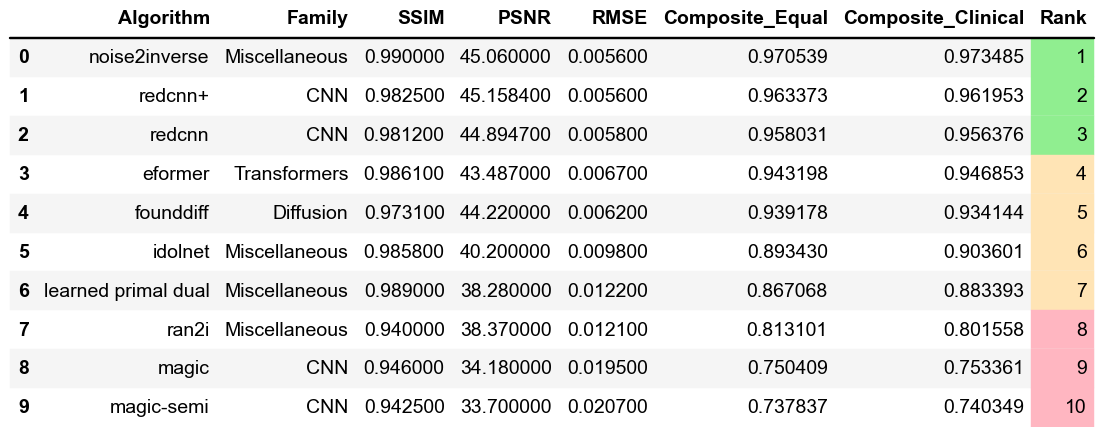 Algorithm Family SSIM PSNR RMSE Composite_Equal Composite_Clinical Rank
0 noise2inverse Miscellaneous 0.990000 45.060000 0.005600 0.970539 0.973485 1
1 redcnn+ CNN 0.982500 45.158400 0.005600 0.963373 0.961953 2
2 redcnn CNN 0.981200 44.894700 0.005800 0.958031 0.956376 3
3 eformer Transformers 0.986100 43.487000 0.006700 0.943198 0.946853 4
4 founddiff Diffusion 0.973100 44.220000 0.006200 0.939178 0.934144 5
5 idolnet Miscellaneous 0.985800 40.200000 0.009800 0.893430 0.903601 6
6 learned primal dual Miscellaneous 0.989000 38.280000 0.012200 0.867068 0.883393 7
7 ran2i Miscellaneous 0.940000 38.370000 0.012100 0.813101 0.801558 8
8 magic CNN 0.946000 34.180000 0.019500 0.750409 0.753361 9
9 magic-semi CNN 0.942500 33.700000 0.020700 0.737837 0.740349 10